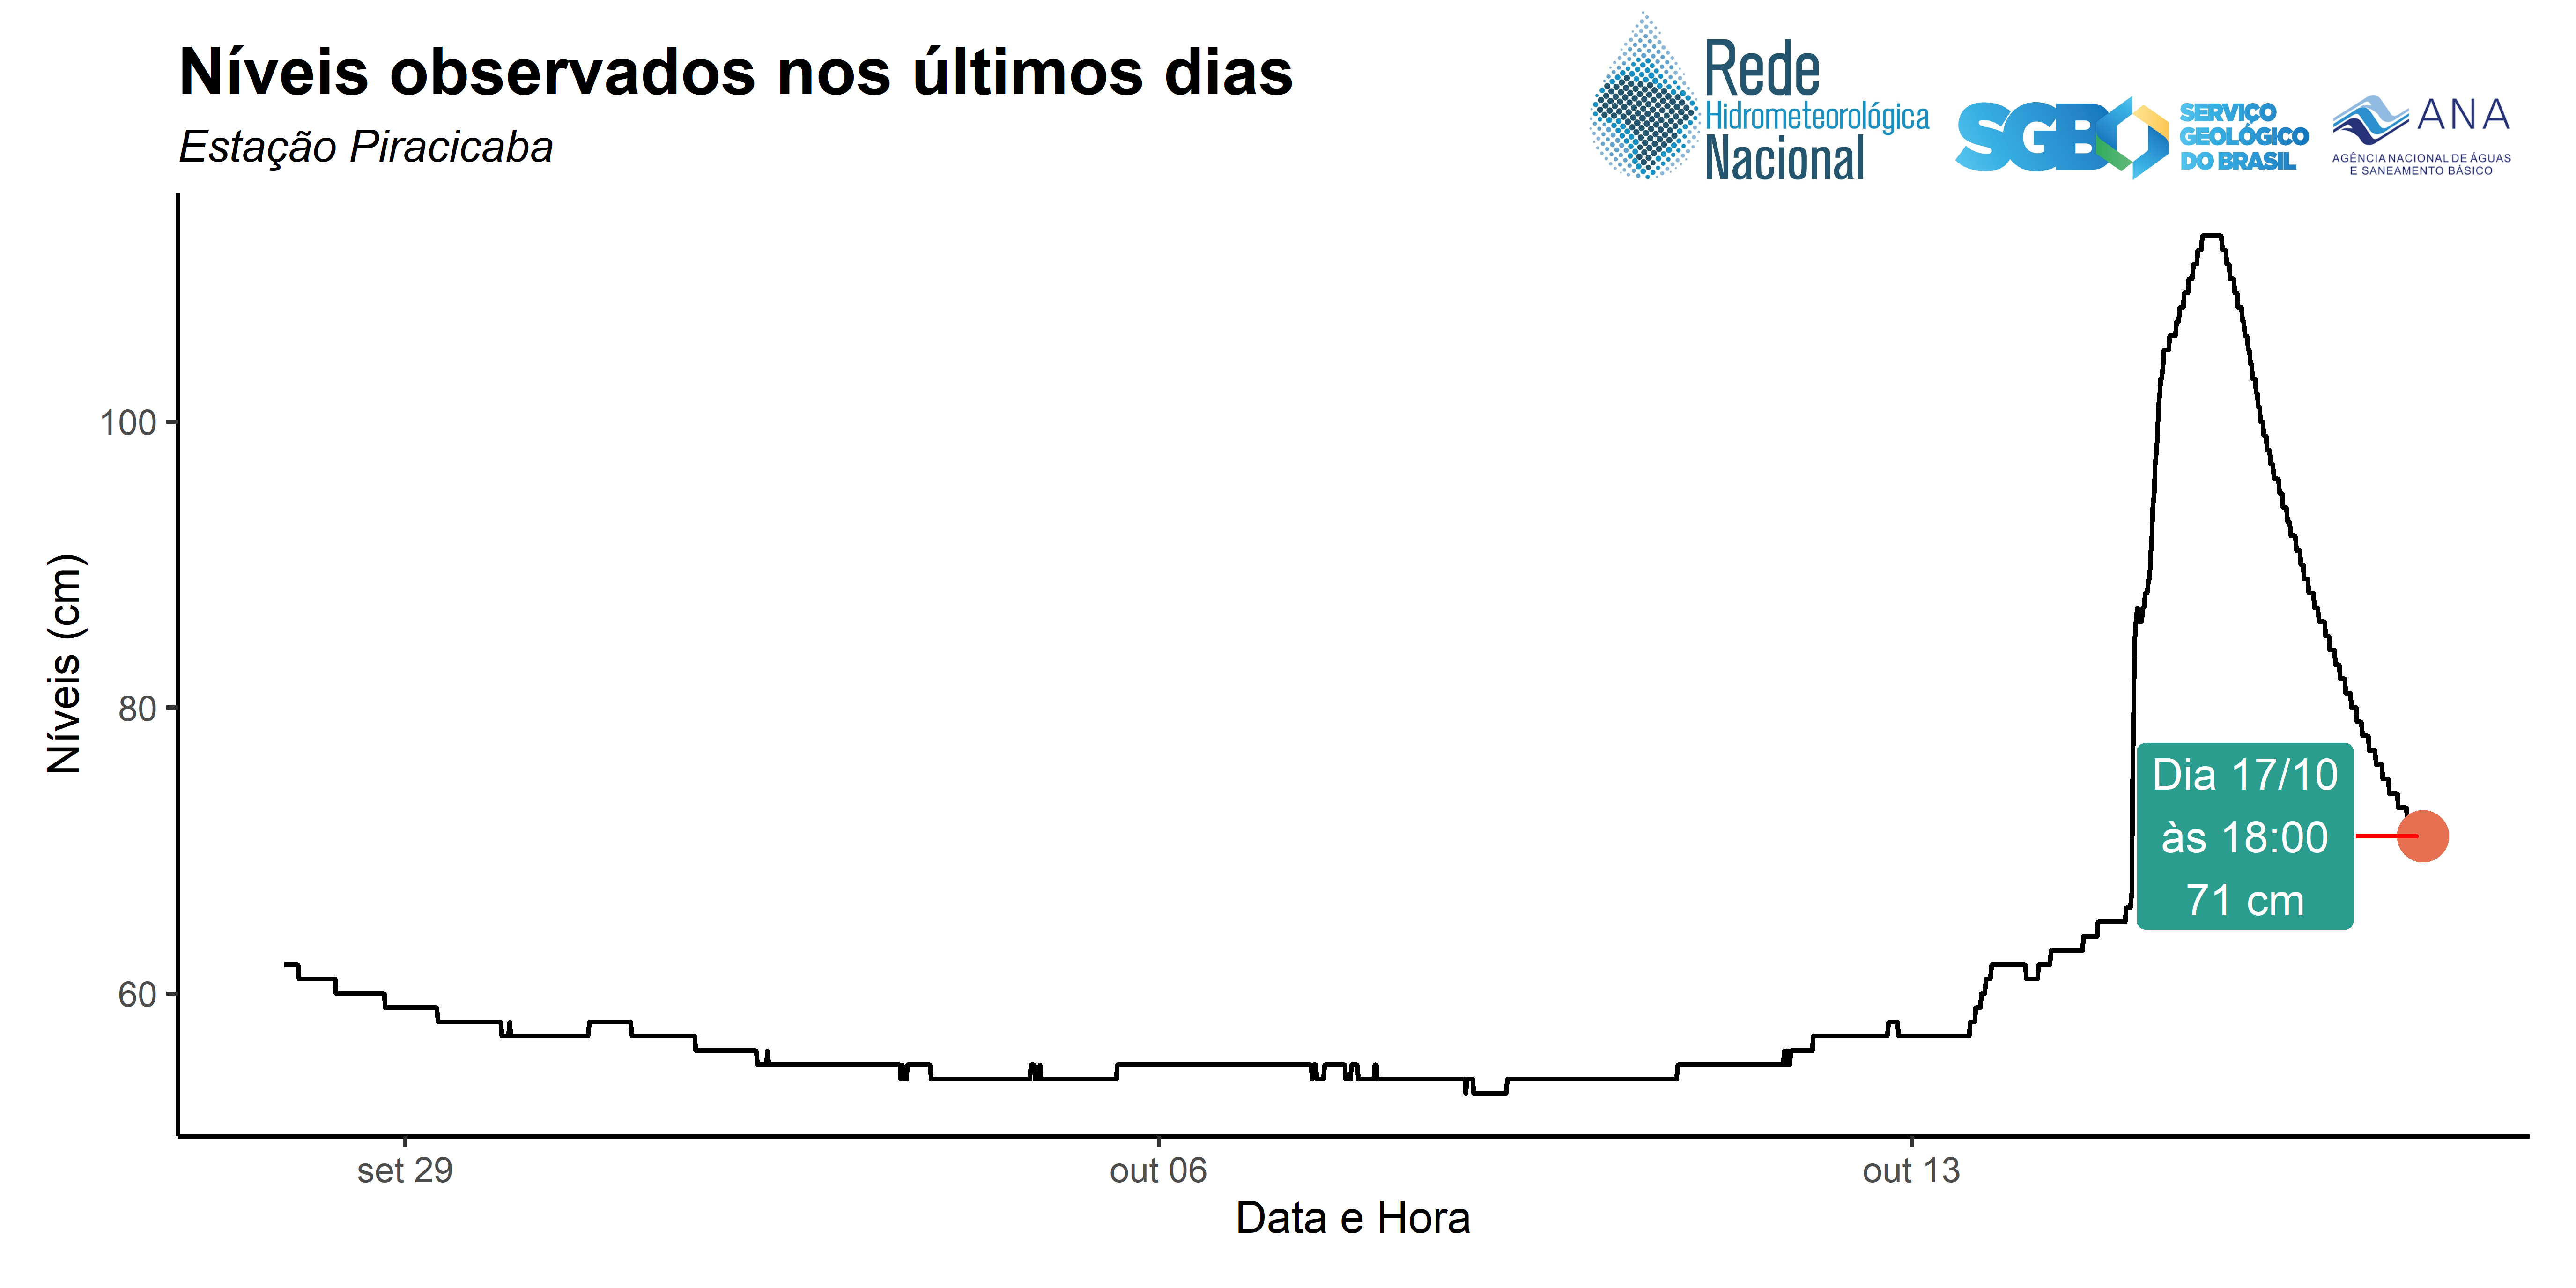 Níveis observados nos últimos dias
Estação Piracicaba
Rede
Hidrometeorológica
Nacional
SGB
SERVIÇO
GEOLÓGICO
DO BRASIL
ANA
AGÊNCIA NACIONAL DE ÁGUAS
E SANEAMENTO BÁSICO
Níveis (cm)
100
80
60
Dia 17/10
às 18:00
71 cm
set 29
out 06
out 13
Data e Hora